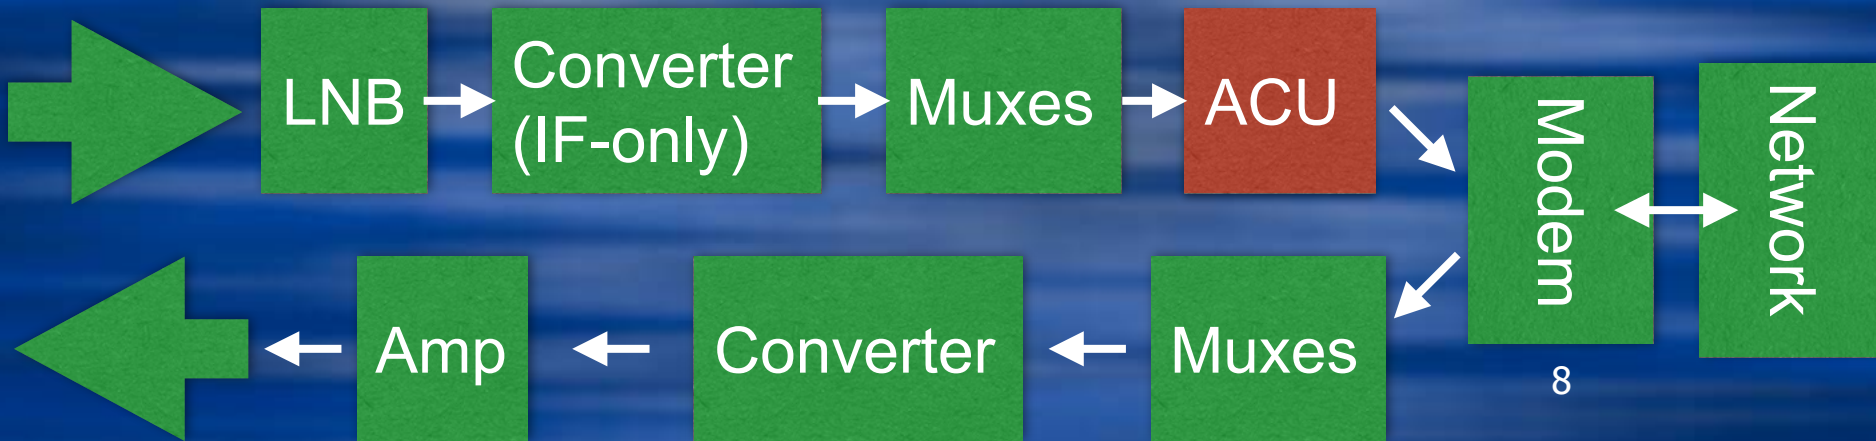 LNB
Converter
(IF-only)
Muxes
ACU
Modem
Network
Amp
Converter
Muxes
8